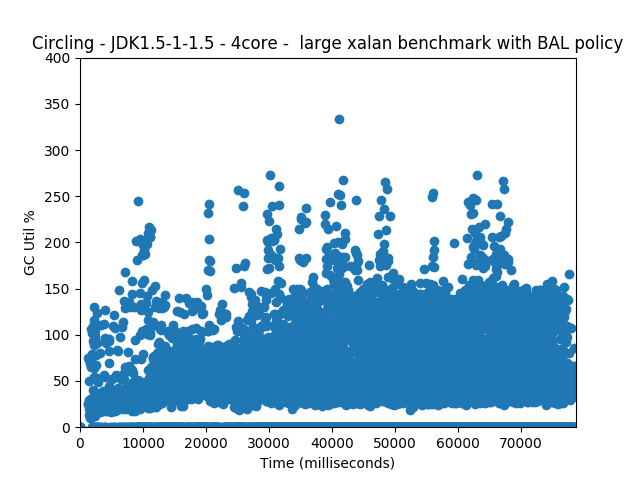 Circling - JDK1.5-1-1.5 - 4core -  large xalan benchmark with BAL policy
400
350
300
250
200
150
100
50
0
GC Util %
0 10000 20000 30000 40000 50000 60000 70000
Time (milliseconds)